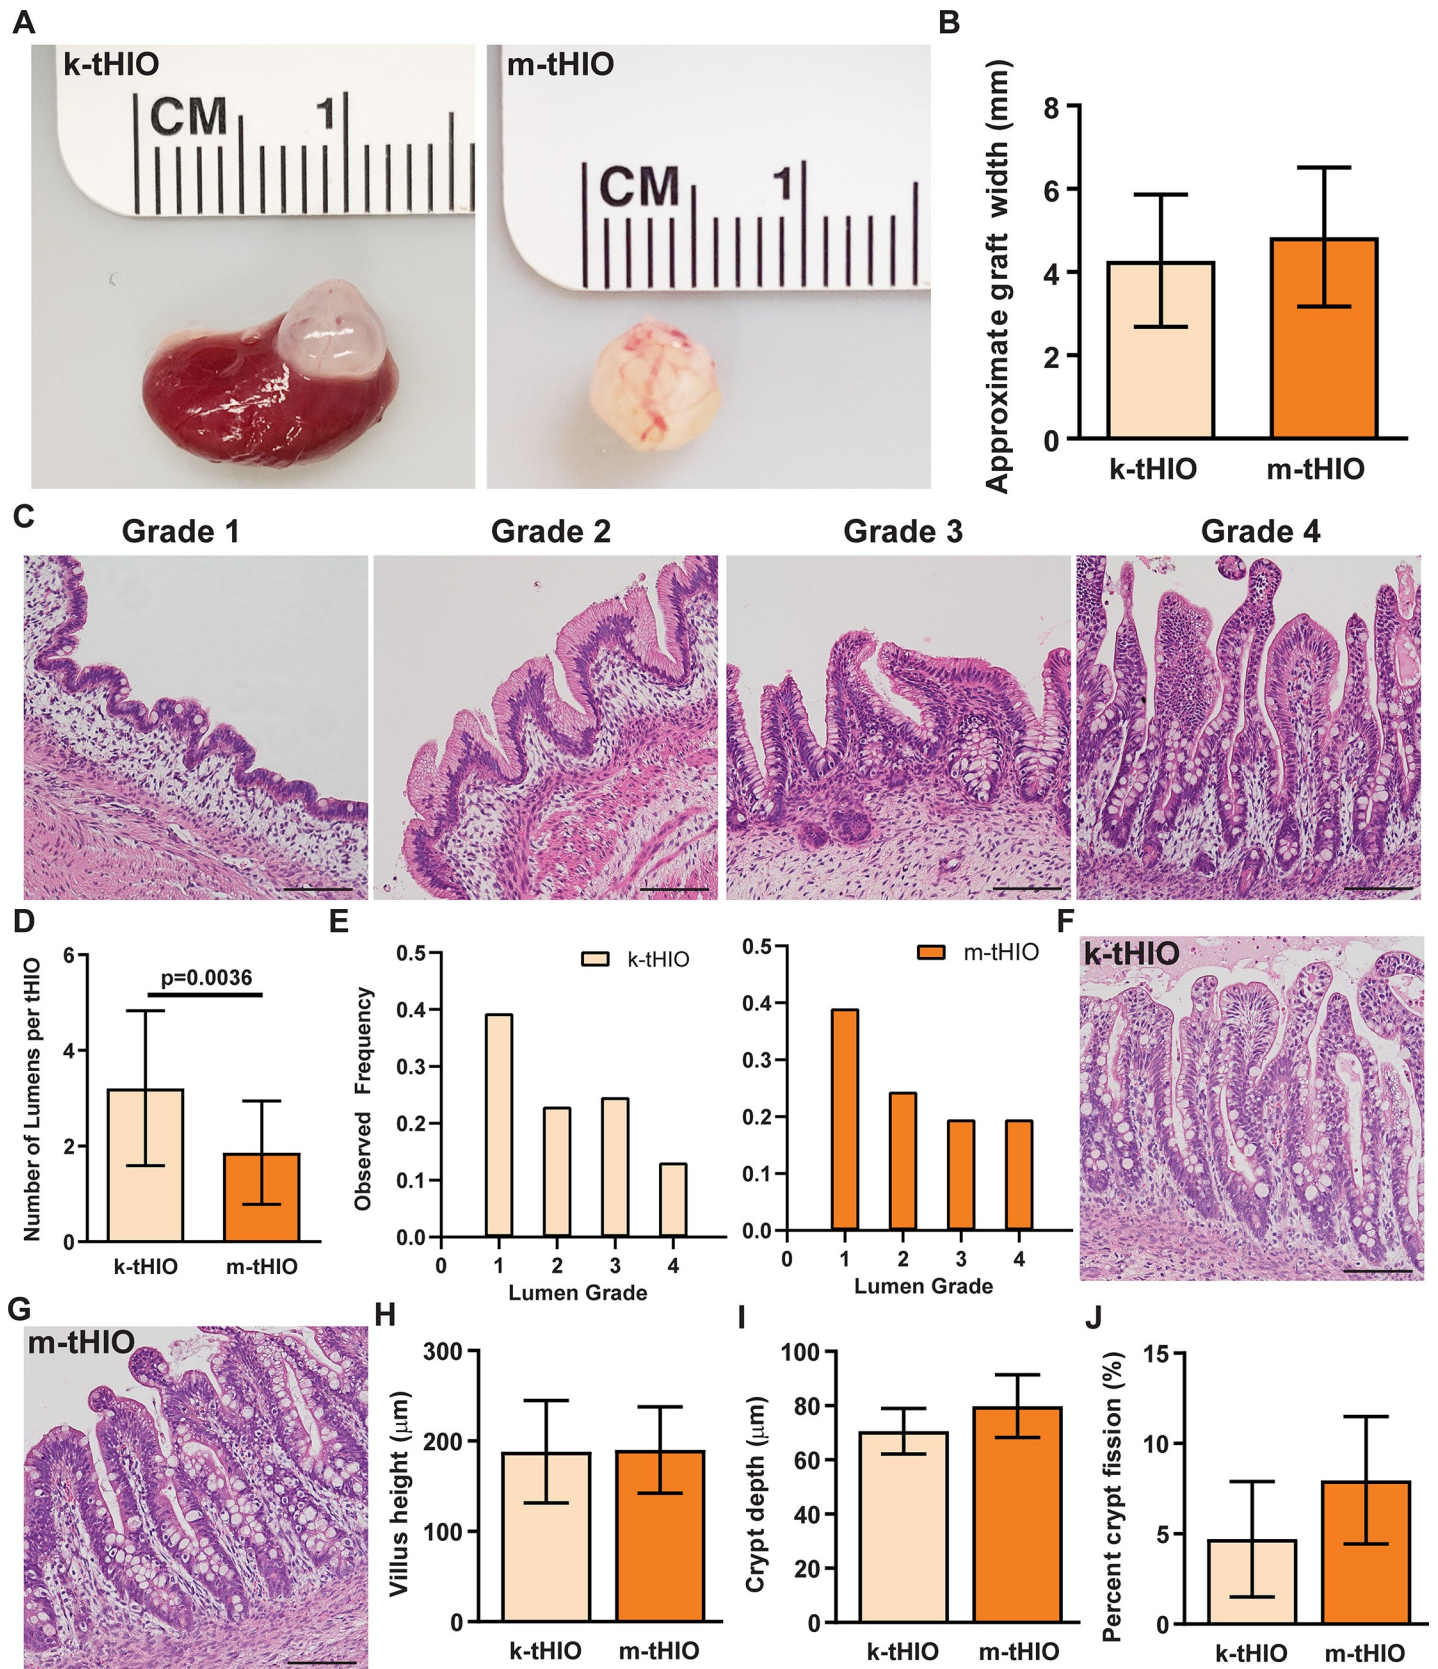 A
k-tHIO
CM 1
m-tHIO
CM 1
B
Approximate graft width (mm)
8
6
4
2
0
k-tHIO m-tHIO
C
Grade 1 Grade 2 Grade 3 Grade 4
D
Number of Lumens per tHIO
6
4
2
0
p=0.0036
k-tHIO m-tHIO
E
Observed Frequency
0.5
0.4
0.3
0.2
0.1
0.0
k-tHIO
0 1 2 3 4
Lumen Grade
0.5
0.4
0.3
0.2
0.1
0.0
m-tHIO
0 1 2 3 4
Lumen Grade
F
k-tHIO
G
m-tHIO
H
Villus height (μm)
300
200
100
0
k-tHIO m-tHIO
I
Crypt depth (μm)
100
80
60
40
20
0
k-tHIO m-tHIO
J
Percent crypt fission (%)
15
10
5
0
k-tHIO m-tHIO